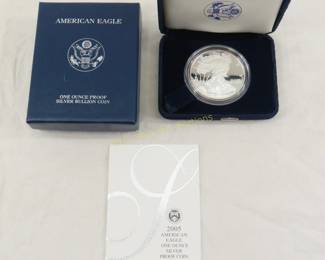 AMERICAN EAGLE
ONE OUNCE PROOF
SILVER BULLION COIN
2005
AMERICAN
EAGLE
ONE OUNCE
SILVER
PROOF COIN